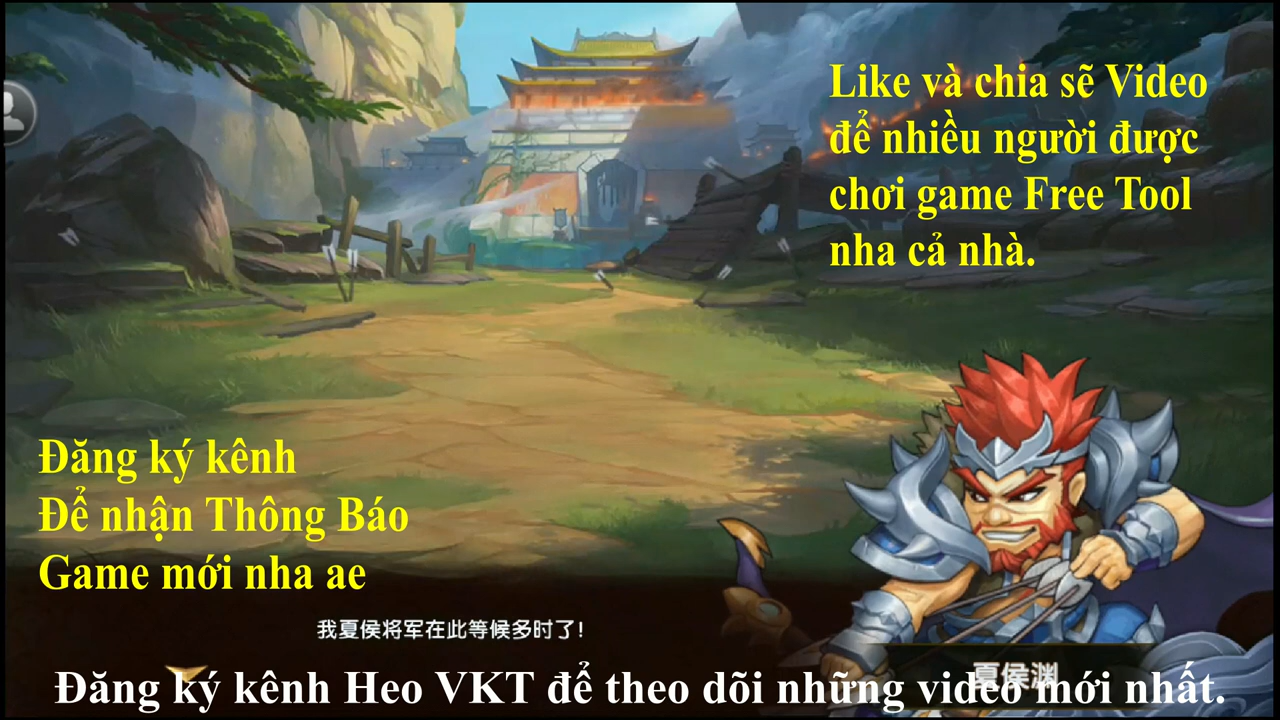 Like và chia sẽ Video
để nhiều người được
chơi game Free Tool
nha cả nhà.
Đăng ký kênh
Để nhận Thông Báo
Game mới nha ae
我夏侯将军在此等候多时了!
夏侯渊
Đăng ký kênh Heo VKT để theo dõi những video mới nhất.